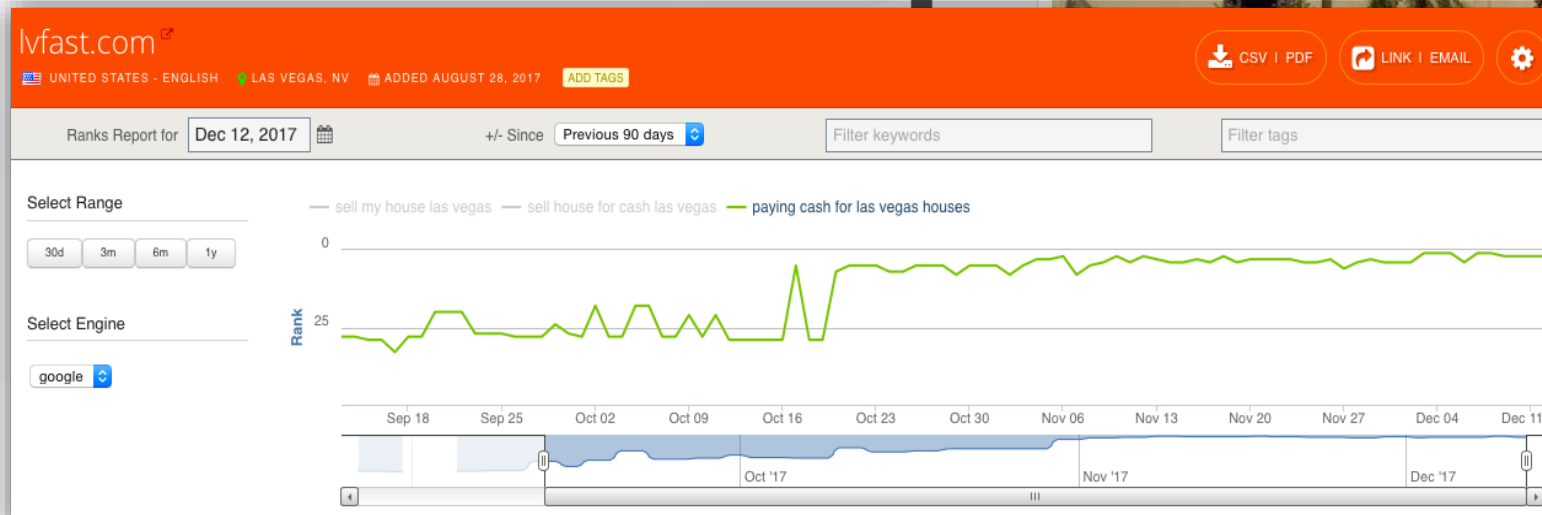 lvfast.com
UNITED STATES - ENGLISH LAS VEGAS, NV ADDED AUGUST 28, 2017 ADD TAGS
CSV | PDF LINK | EMAIL
Ranks Report for Dec 12, 2017 +/- Since Previous 90 days Filter keywords Filter tags
Select Range
30d 3m 6m 1y
Select Engine
google
sell my house las vegas sell house for cash las vegas paying cash for las vegas houses
0
25
Rank
Sep 18 Sep 25 Oct 02 Oct 09 Oct 16 Oct 23 Oct 30 Nov 06 Nov 13 Nov 20 Nov 27 Dec 04 Dec 11
Oct '17 Nov '17 Dec '17